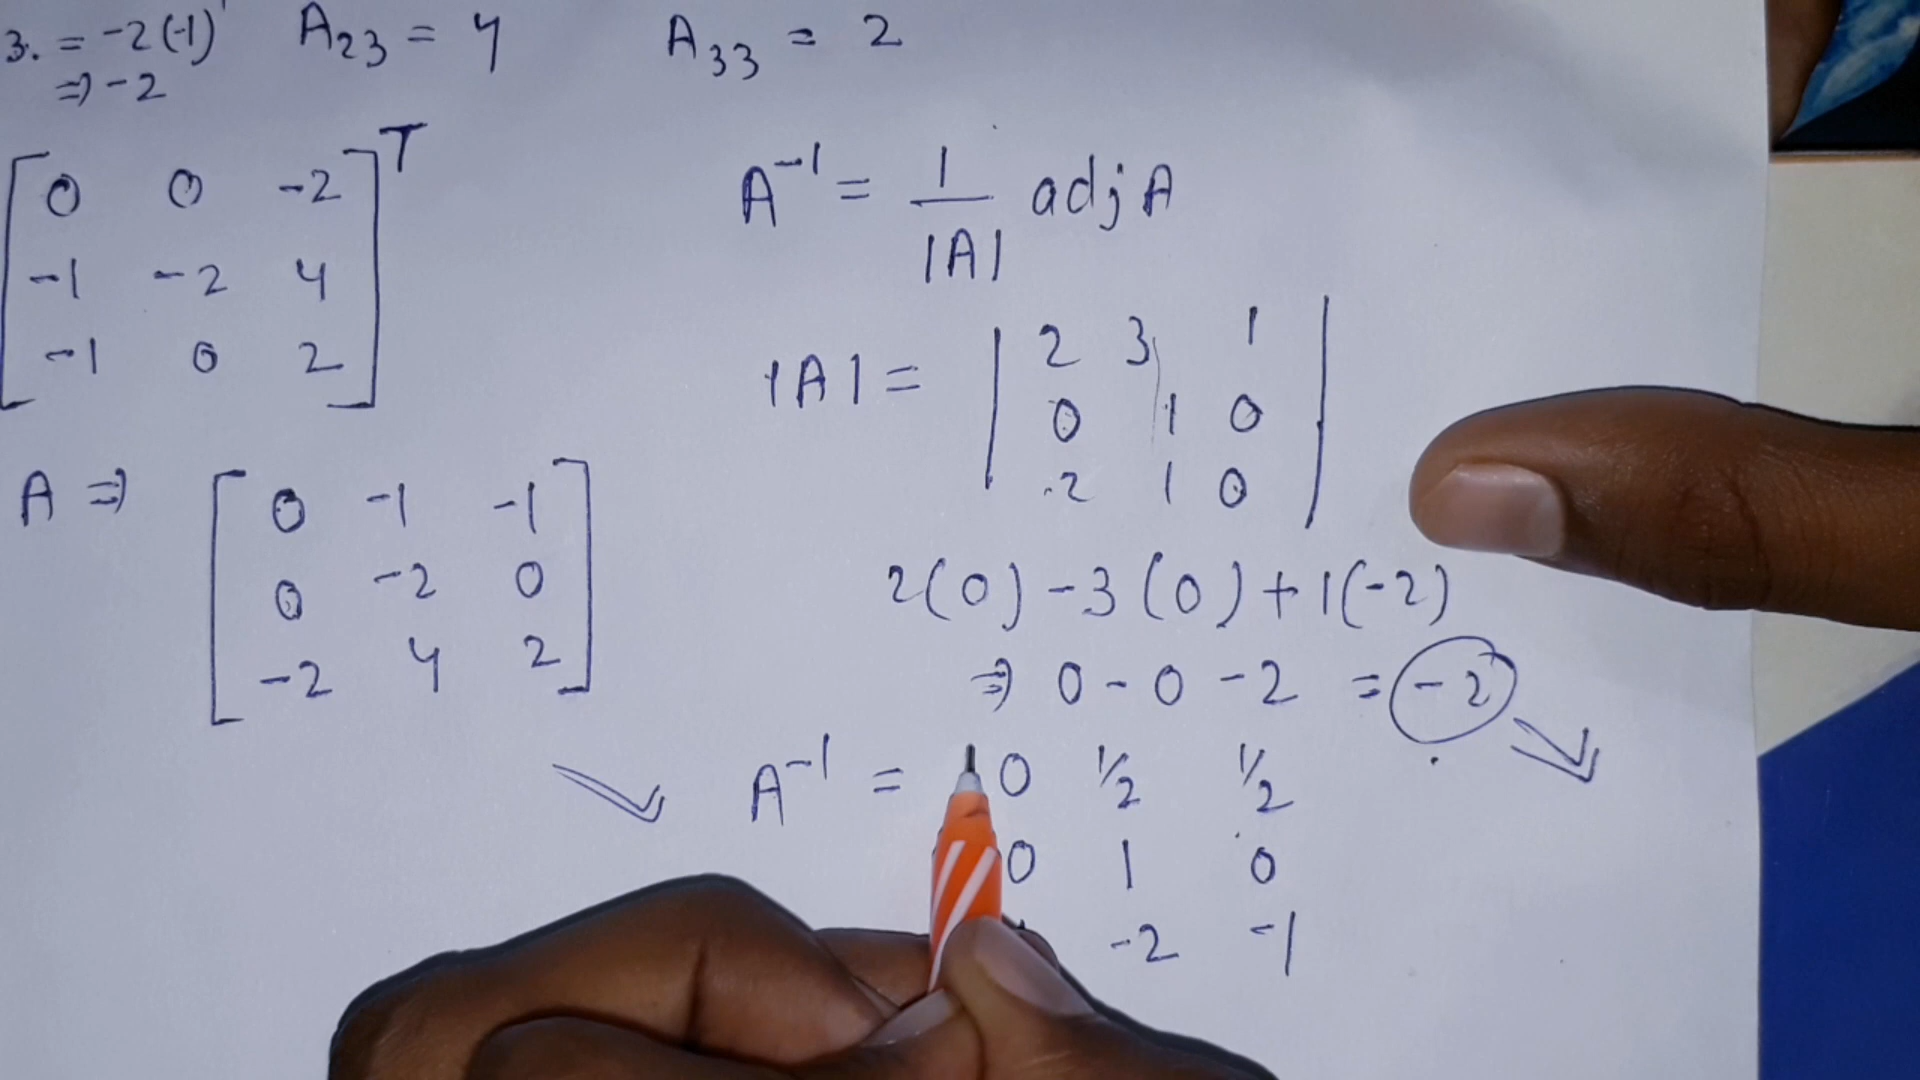 3. = -2(-1)' A₂₃ = 4 A₃₃ = 2
⇒ -2
[0 0 -2]ᵀ
-1 -2 4
-1 0 2
A⁻¹ = 1/|A| adj A
|A| = | 2 3 1 |
0 1 0
2 1 0
A ⇒ [0 -1 -1]
0 -2 0
-2 4 2
2(0) - 3(0) + 1(-2)
⇒ 0 - 0 - 2 = -2
A⁻¹ = 0 ½ ½
0 1 0
-2 -1